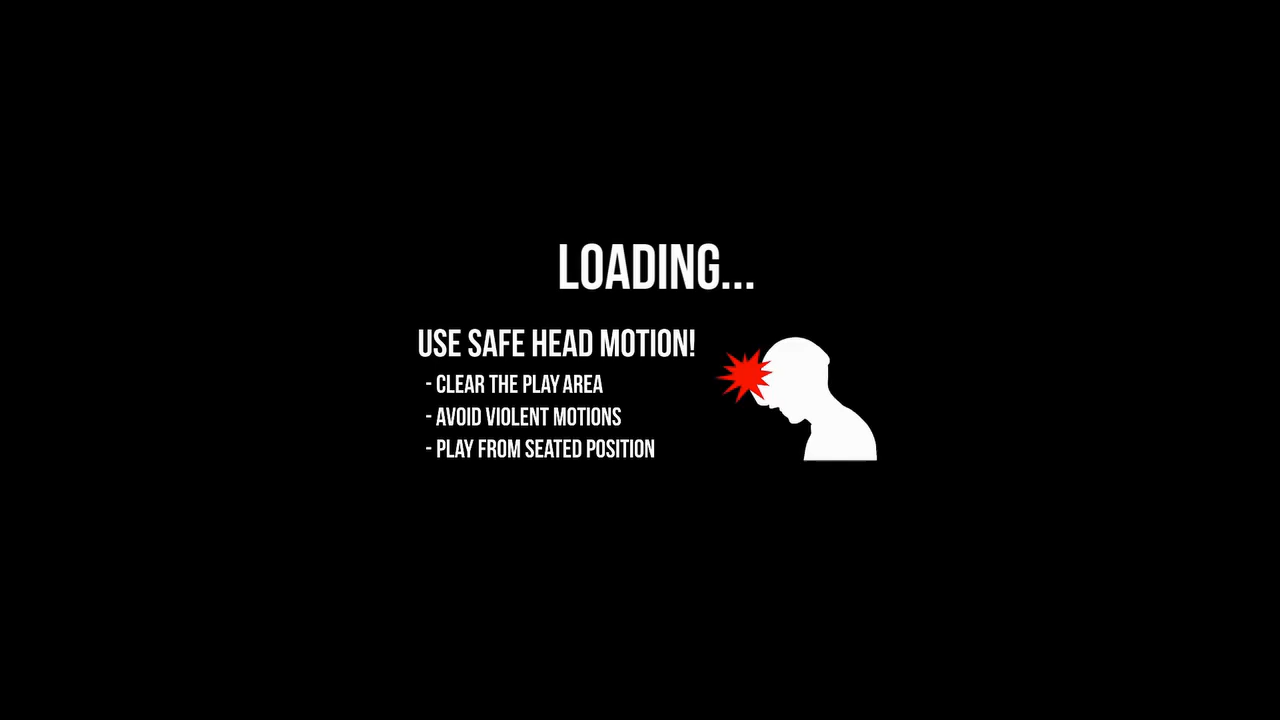 LOADING...
USE SAFE HEAD MOTION!
- CLEAR THE PLAY AREA
- AVOID VIOLENT MOTIONS
- PLAY FROM SEATED POSITION